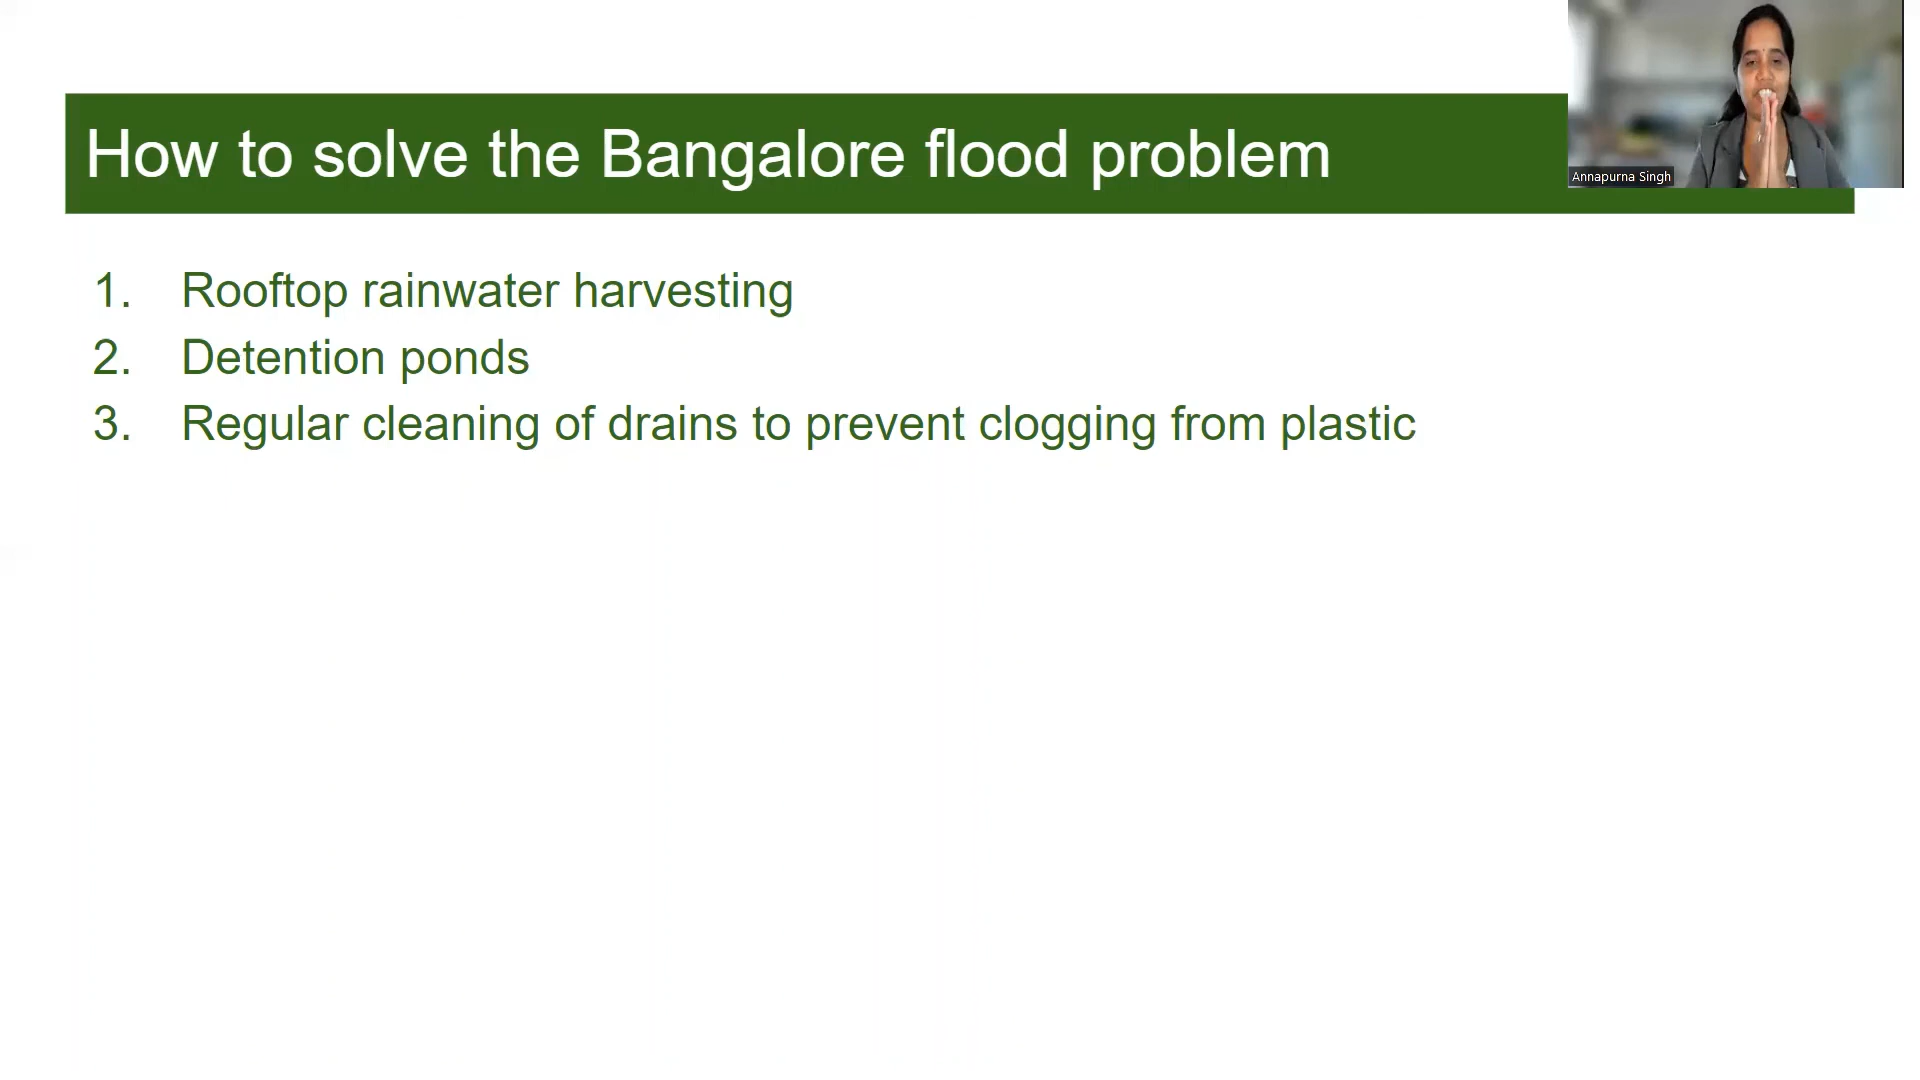 How to solve the Bangalore flood problem
Annapurna Singh
1. Rooftop rainwater harvesting
2. Detention ponds
3. Regular cleaning of drains to prevent clogging from plastic